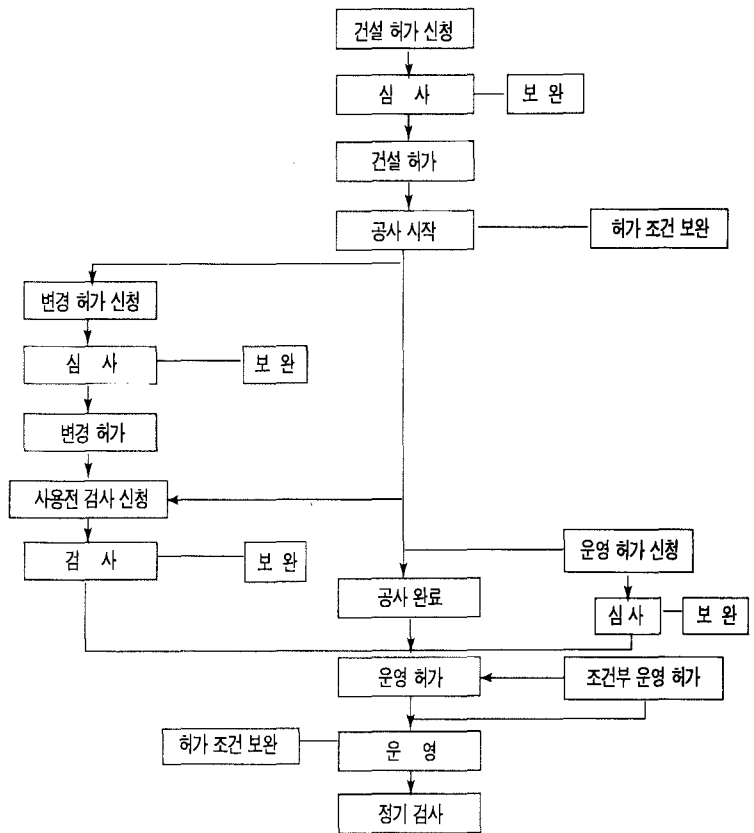 건설 허가 신청
심 사
보 완
건설 허가
공사 시작
허가 조건 보완
변경 허가 신청
심 사
보 완
변경 허가
사용전 검사 신청
검 사
보 완
운영 허가 신청
공사 완료
심 사
보 완
운영 허가
조건부 운영 허가
허가 조건 보완
운 영
정기 검사